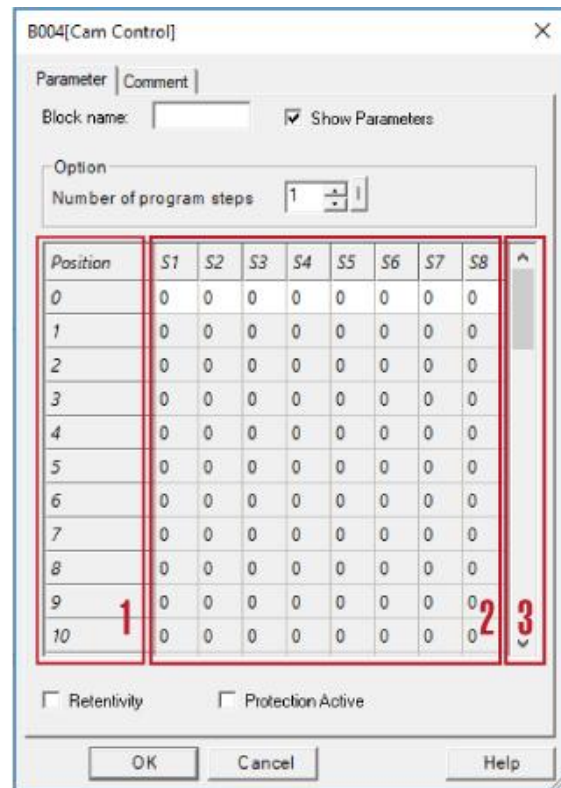 B004[Cam Control]
Parameter Comment
Block name: Show Parameters
Option
Number of program steps 1
Position S1 S2 S3 S4 S5 S6 S7 S8
0 0 0 0 0 0 0 0 0
1 0 0 0 0 0 0 0 0
2 0 0 0 0 0 0 0 0
3 0 0 0 0 0 0 0 0
4 0 0 0 0 0 0 0 0
5 0 0 0 0 0 0 0 0
6 0 0 0 0 0 0 0 0
7 0 0 0 0 0 0 0 0
8 0 0 0 0 0 0 0 0
9 0 0 0 0 0 0 0 0
10 0 0 0 0 0 0 0 0
1 2 3
Retentivity Protection Active
OK Cancel Help